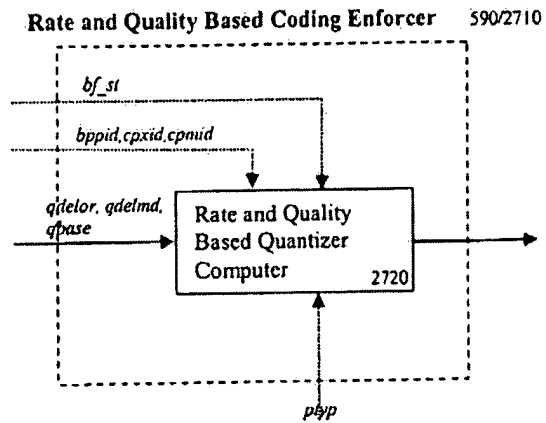 Rate and Quality Based Coding Enforcer 590/2710
bf_st
bppid,cpxid,cpmid
qdelor, qdelmd,
qbase
Rate and Quality
Based Quantizer
Computer
2720
ptyp